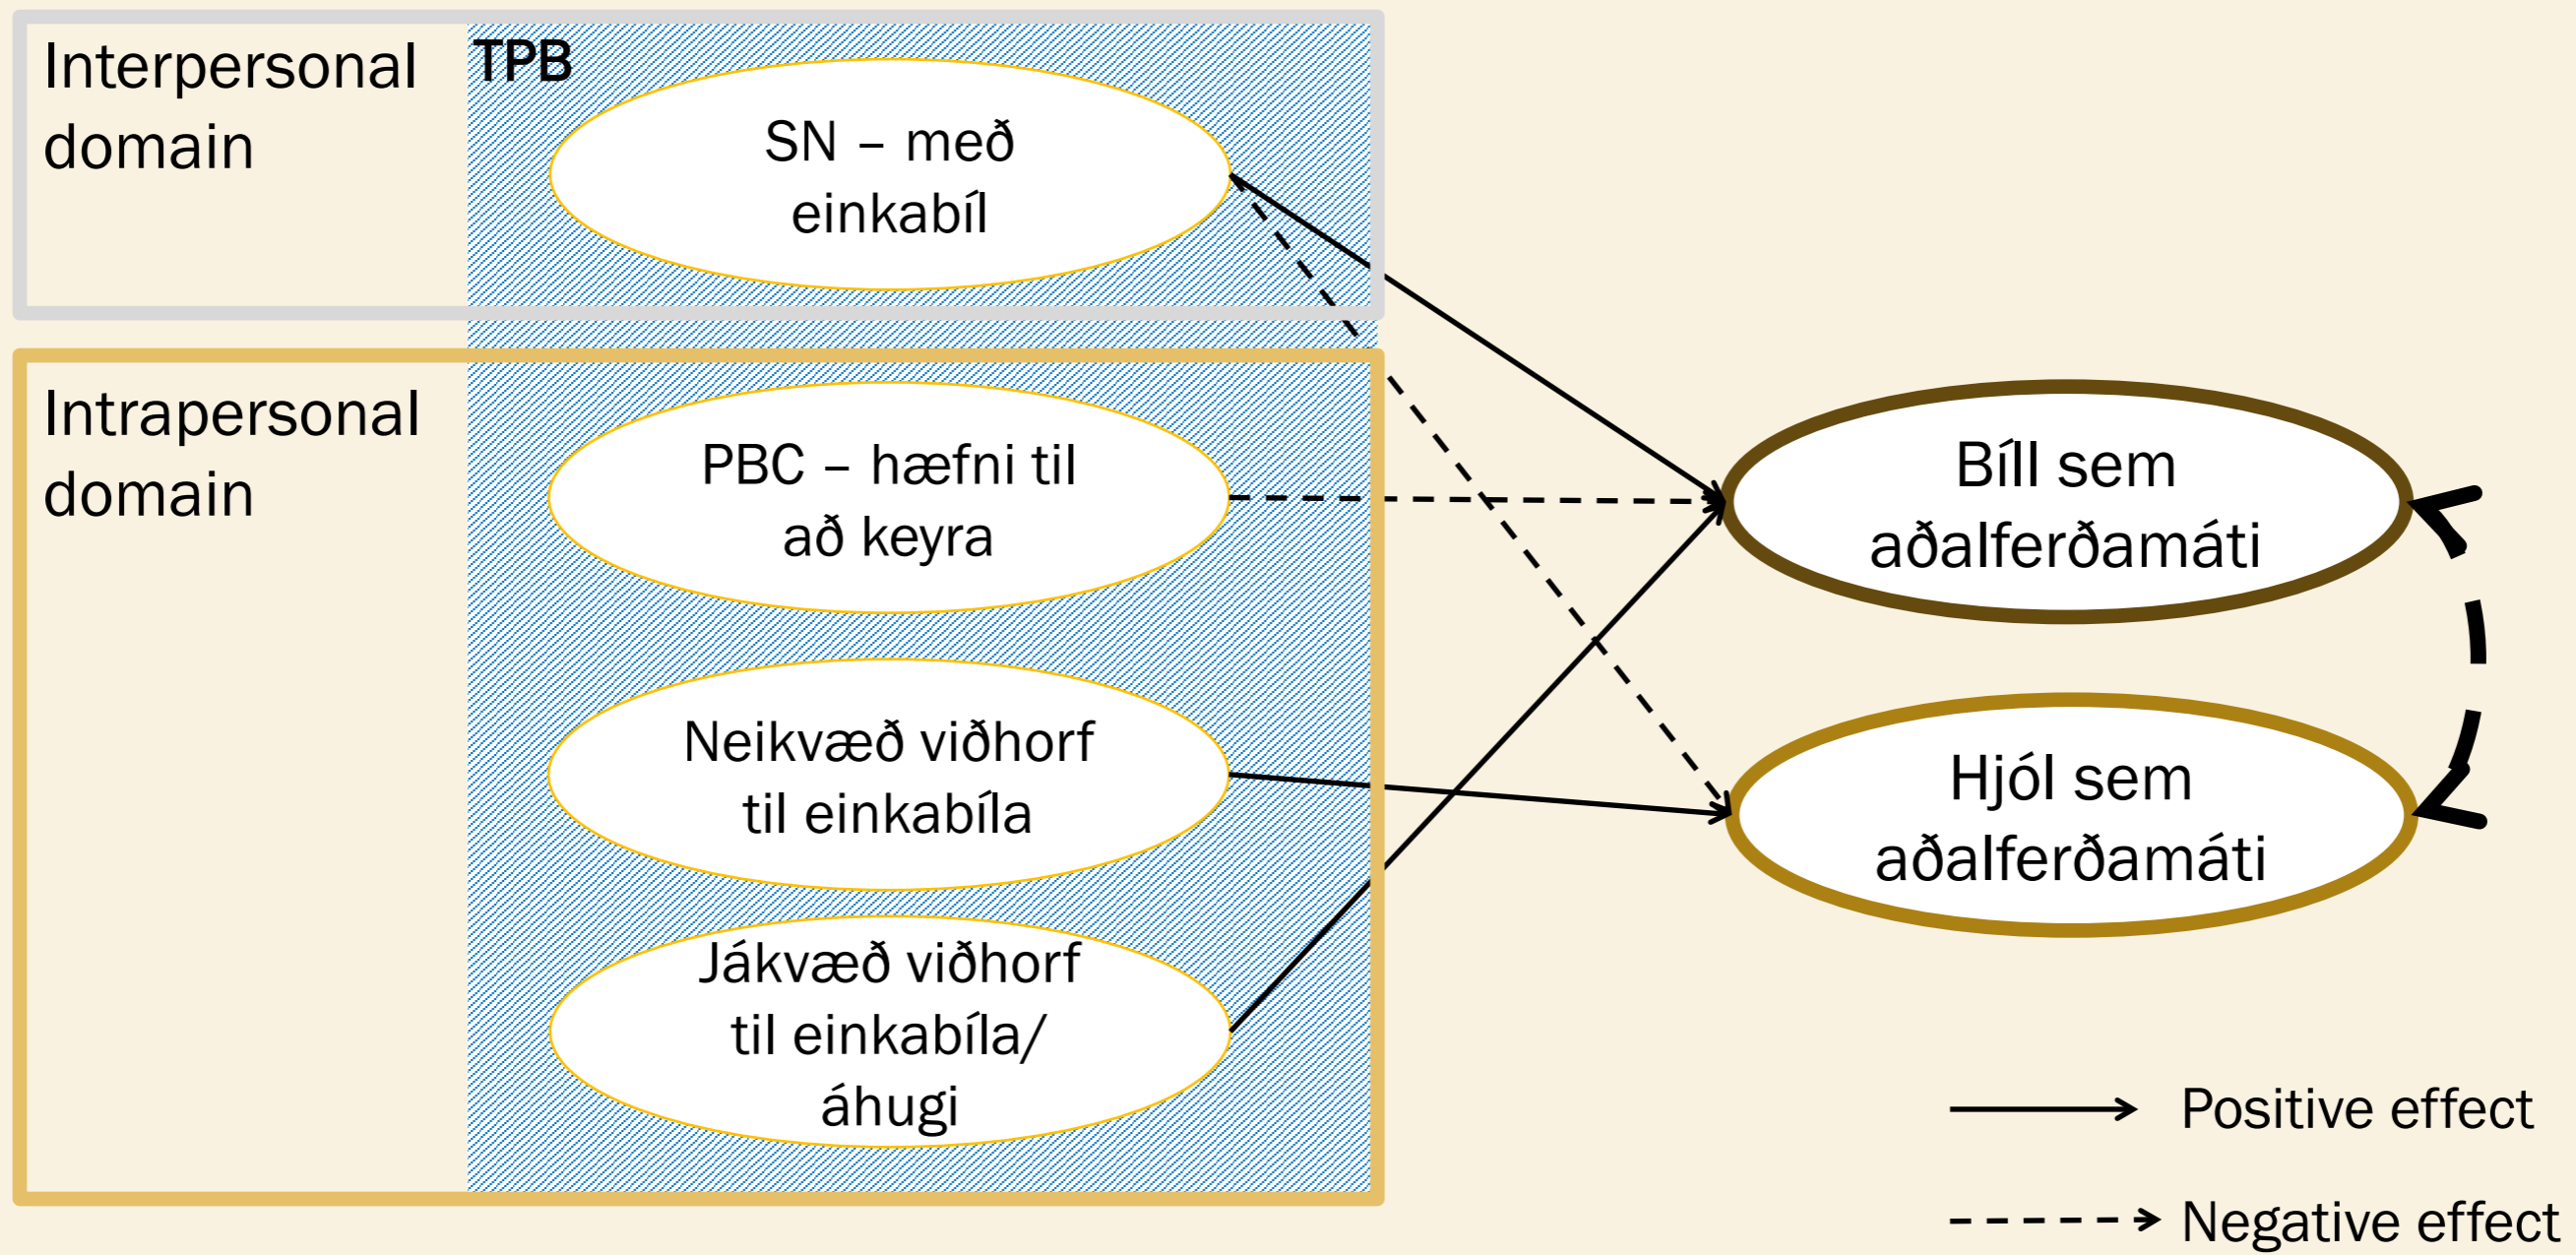 Interpersonal
domain
TPB
SN – með
einkabíl
Intrapersonal
domain
PBC – hæfni til
að keyra
Neikvæð viðhorf
til einkabíla
Jákvæð viðhorf
til einkabíla/
áhugi
Bíll sem
aðalferðamáti
Hjól sem
aðalferðamáti
Positive effect
Negative effect